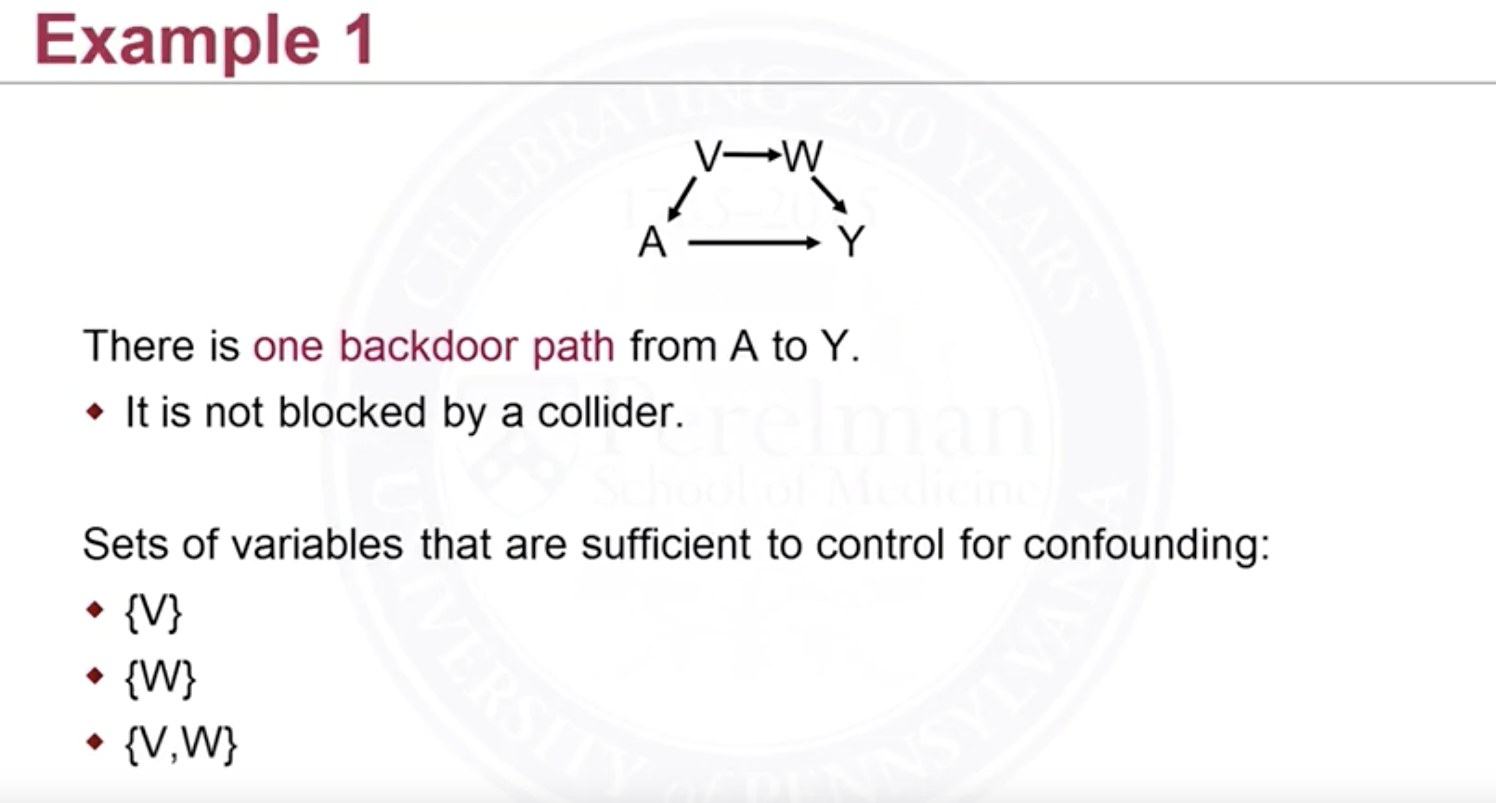 Example 1
CELEBRATING 250 YEARS
V W
1765–2015
A Y
There is one backdoor path from A to Y.
It is not blocked by a collider.
Perelman
School of Medicine
Sets of variables that are sufficient to control for confounding:
{V}
{W}
{V,W}
UNIVERSITY of PENNSYLVANIA